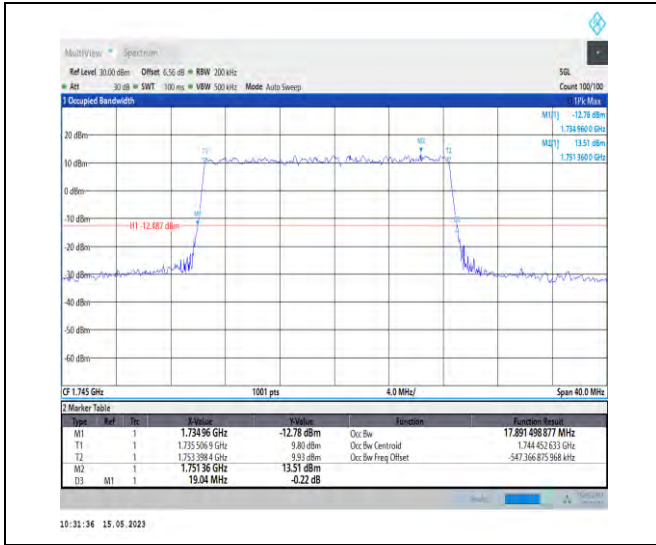 MultiView Spectrum
Ref Level 30.00 dBm Offset 6.56 dB RBW 200 kHz SGL
Att 30 dB SWT 100 ms VBW 500 kHz Mode Auto Sweep Count 100/100
1 Occupied Bandwidth 1Pk Max
M1[1] -12.78 dBm
1.734 960 0 GHz
M2[1] 13.51 dBm
1.751 360 0 GHz
20 dBm
M2
T1 T2
10 dBm
0 dBm
M1
-10 dBm
H1 -12.487 dBm
-20 dBm
-30 dBm
-40 dBm
-50 dBm
-60 dBm
CF 1.745 GHz 1001 pts 4.0 MHz/ Span 40.0 MHz
2 Marker Table
Type Ref Trc X-Value Y-Value Function Function Result
M1 1 1.734 96 GHz -12.78 dBm Occ Bw 17.891 498 877 MHz
T1 1 1.735 506 9 GHz 9.80 dBm Occ Bw Centroid 1.744 452 633 GHz
T2 1 1.753 398 4 GHz 9.93 dBm Occ Bw Freq Offset -547.366 875 968 kHz
M2 1 1.751 36 GHz 13.51 dBm
D3 M1 1 19.04 MHz -0.22 dB
10:31:36 15.05.2023